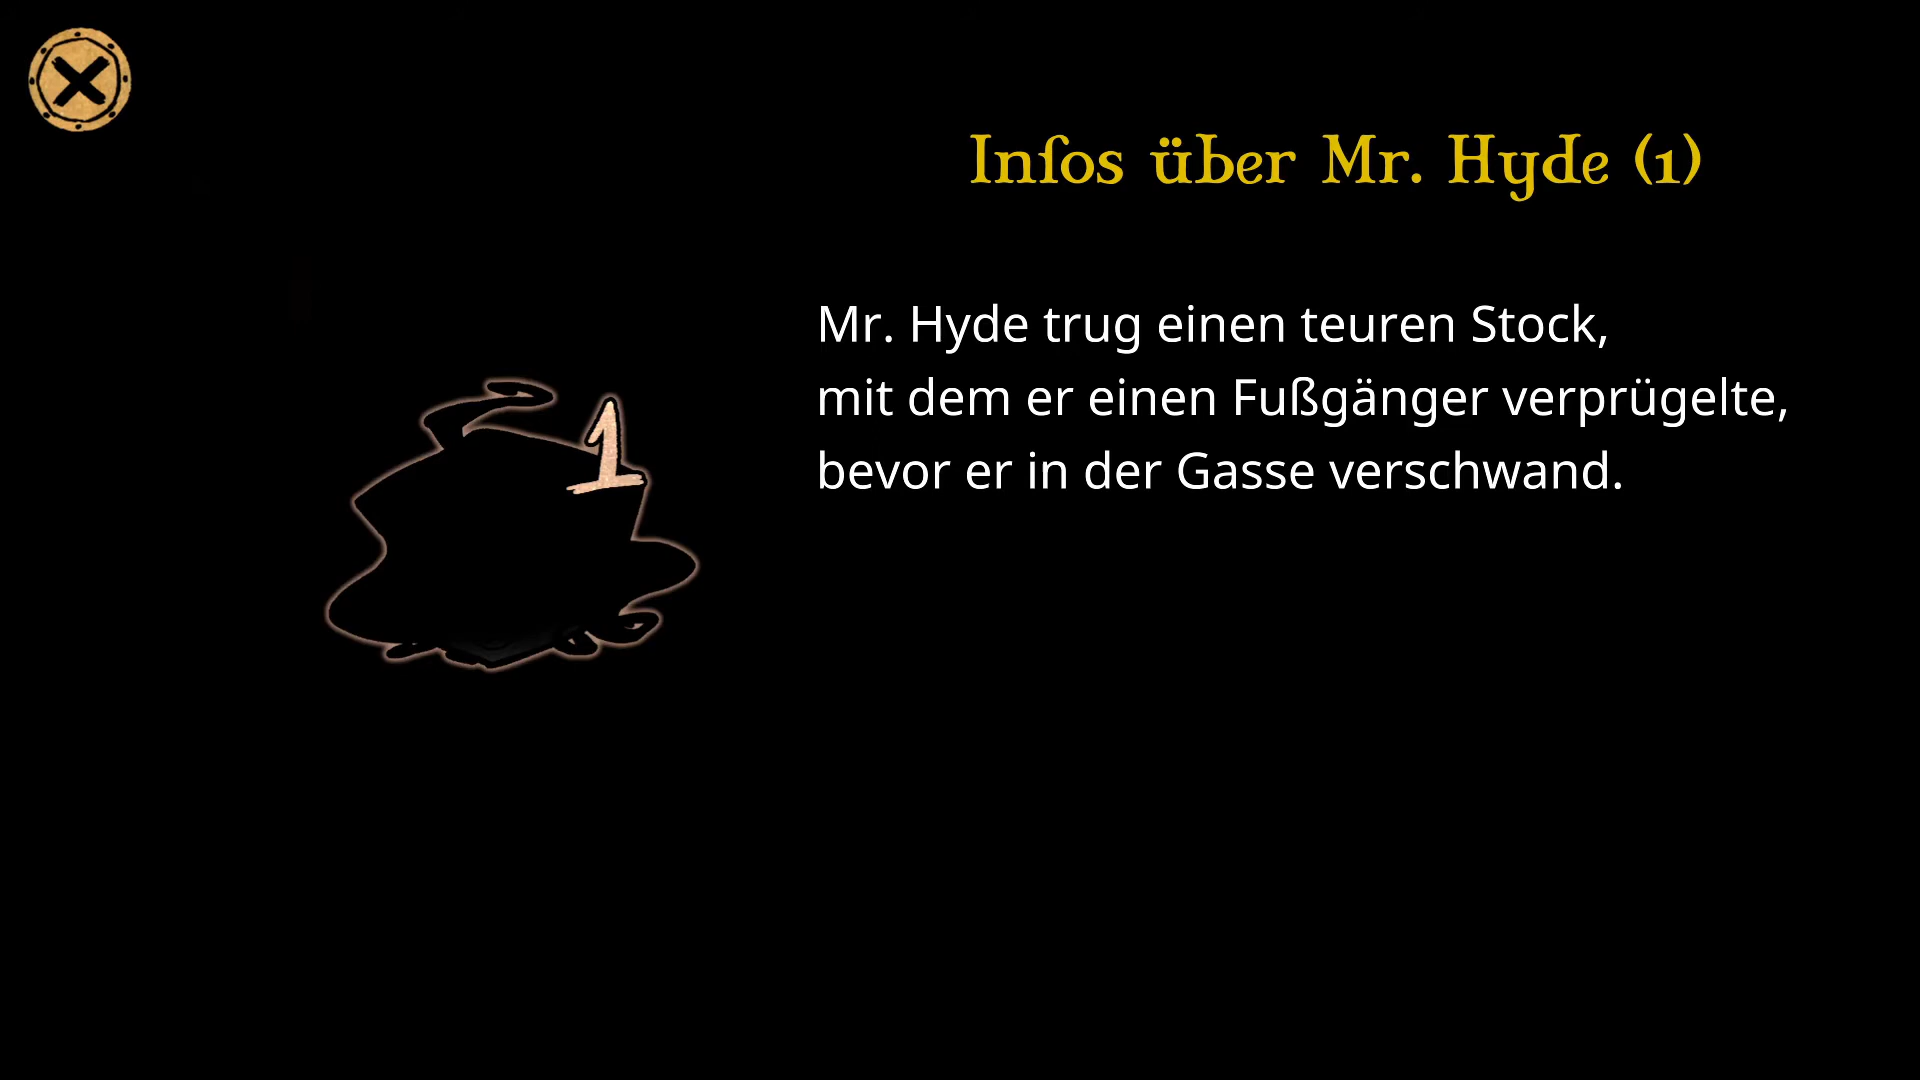 Infos über Mr. Hyde (1)
Mr. Hyde trug einen teuren Stock,
mit dem er einen Fußgänger verprügelte,
bevor er in der Gasse verschwand.
1